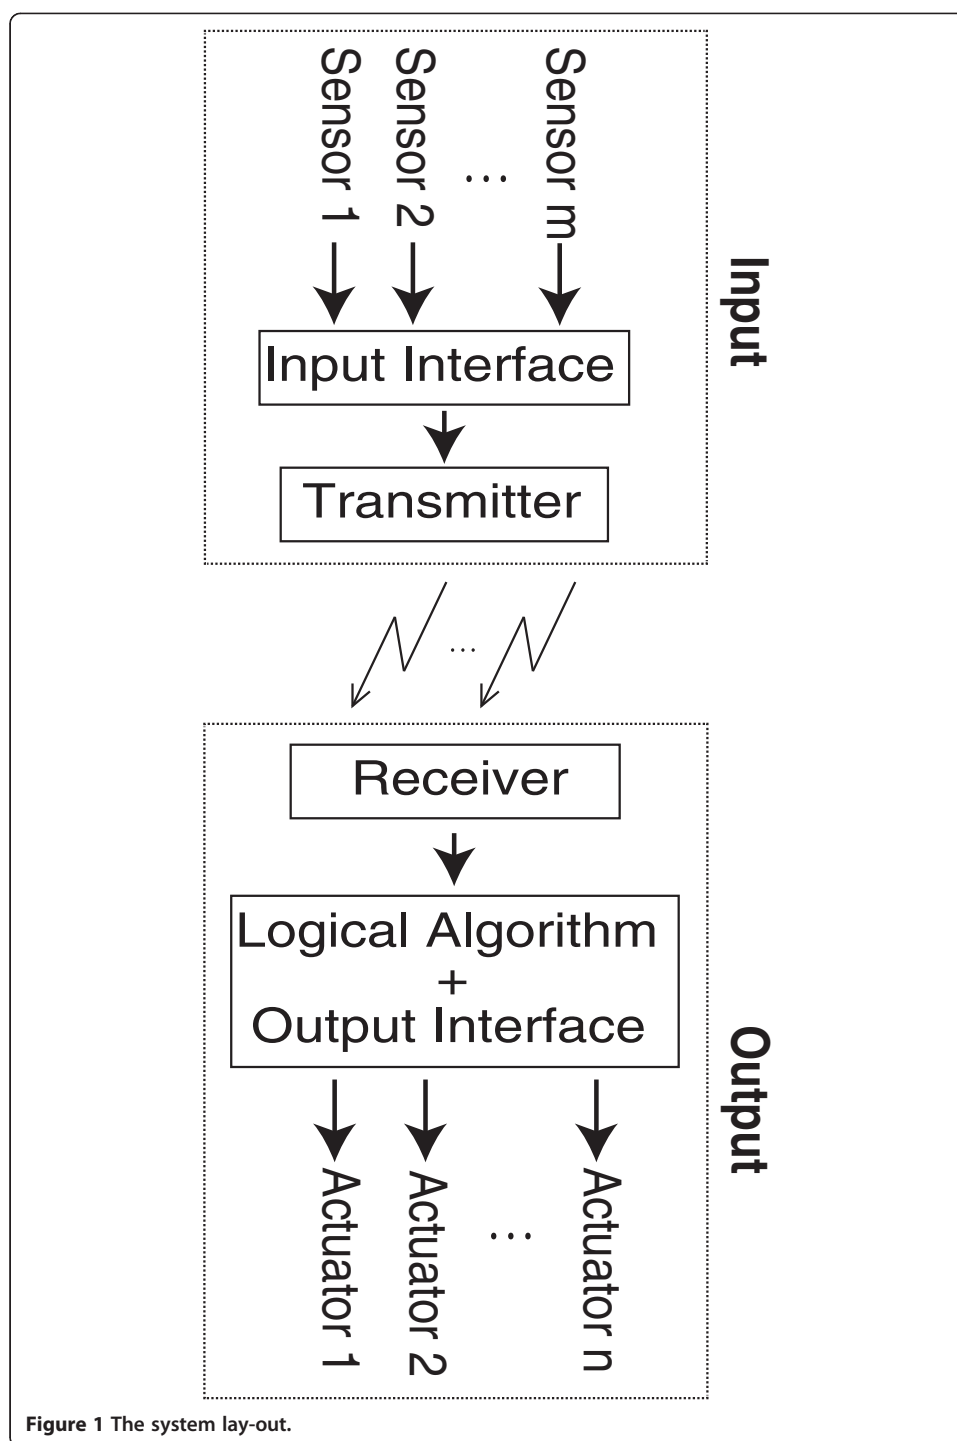 Sensor 1
Sensor 2
...
Sensor m
Input
Input Interface
Transmitter
...
Receiver
Logical Algorithm
+
Output Interface
Output
Actuator 1
Actuator 2
...
Actuator n
Figure 1 The system lay-out.